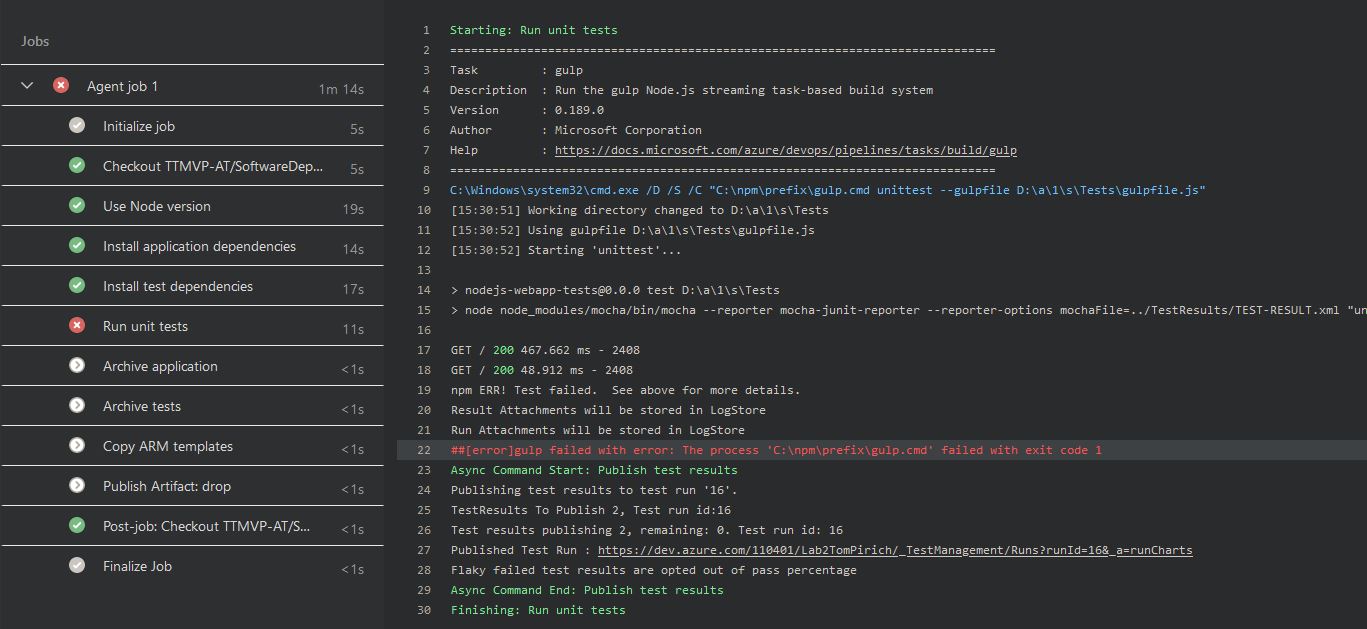 Jobs
Agent job 1 1m 14s
Initialize job 5s
Checkout TTMVP-AT/SoftwareDep... 5s
Use Node version 19s
Install application dependencies 14s
Install test dependencies 17s
Run unit tests 11s
Archive application <1s
Archive tests <1s
Copy ARM templates <1s
Publish Artifact: drop <1s
Post-job: Checkout TTMVP-AT/S... <1s
Finalize Job <1s
1 Starting: Run unit tests
2 ==============================================================================
3 Task : gulp
4 Description : Run the gulp Node.js streaming task-based build system
5 Version : 0.189.0
6 Author : Microsoft Corporation
7 Help : https://docs.microsoft.com/azure/devops/pipelines/tasks/build/gulp
8 ==============================================================================
9 C:\Windows\system32\cmd.exe /D /S /C "C:\npm\prefix\gulp.cmd unittest --gulpfile D:\a\1\s\Tests\gulpfile.js"
10 [15:30:51] Working directory changed to D:\a\1\s\Tests
11 [15:30:52] Using gulpfile D:\a\1\s\Tests\gulpfile.js
12 [15:30:52] Starting 'unittest'...
13
14 > nodejs-webapp-tests@0.0.0 test D:\a\1\s\Tests
15 > node node_modules/mocha/bin/mocha --reporter mocha-junit-reporter --reporter-options mochaFile=../TestResults/TEST-RESULT.xml "un
16
17 GET / 200 467.662 ms - 2408
18 GET / 200 48.912 ms - 2408
19 npm ERR! Test failed.  See above for more details.
20 Result Attachments will be stored in LogStore
21 Run Attachments will be stored in LogStore
22 ##[error]gulp failed with error: The process 'C:\npm\prefix\gulp.cmd' failed with exit code 1
23 Async Command Start: Publish test results
24 Publishing test results to test run '16'.
25 TestResults To Publish 2, Test run id:16
26 Test results publishing 2, remaining: 0. Test run id: 16
27 Published Test Run : https://dev.azure.com/110401/Lab2TomPirich/_TestManagement/Runs?runId=16&_a=runCharts
28 Flaky failed test results are opted out of pass percentage
29 Async Command End: Publish test results
30 Finishing: Run unit tests